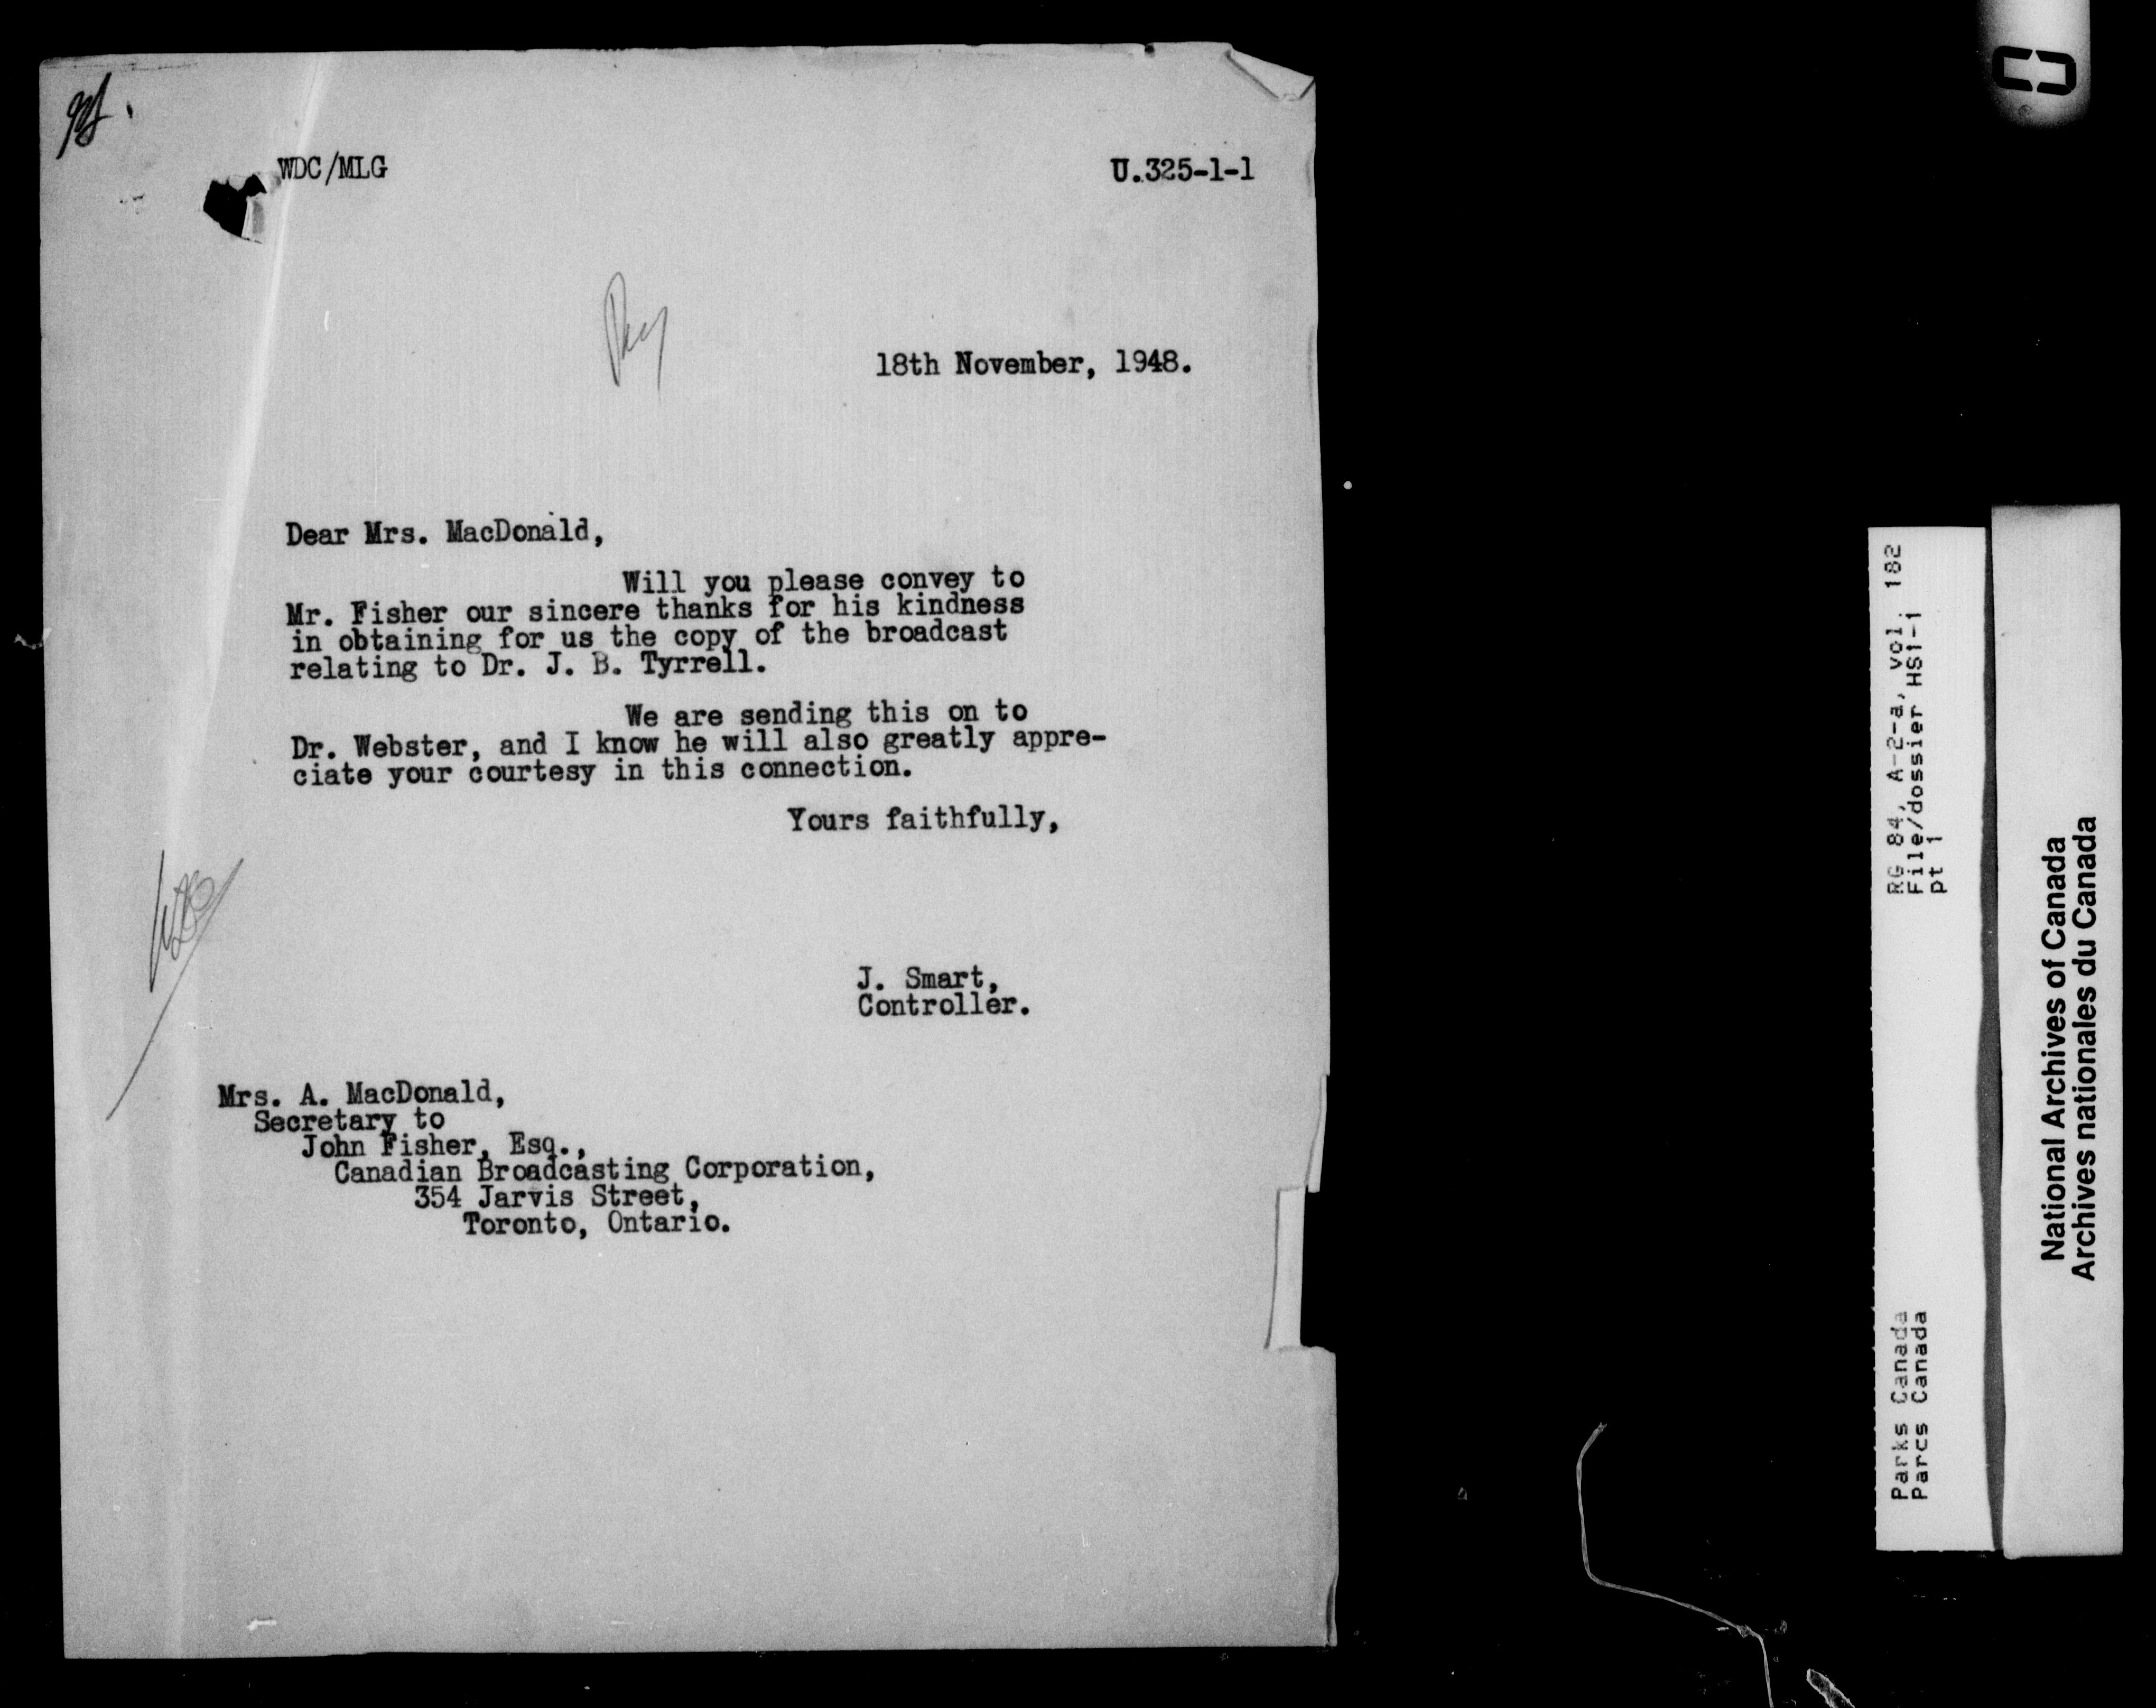 WDC/MLG
U.325-1-1
18th November, 1948.
Dear Mrs. MacDonald,
Will you please convey to
Mr. Fisher our sincere thanks for his kindness
in obtaining for us the copy of the broadcast
relating to Dr. J. B. Tyrrell.
We are sending this on to
Dr. Webster, and I know he will also greatly appre-
ciate your courtesy in this connection.
Yours faithfully,
J. Smart,
Controller.
Mrs. A. MacDonald,
Secretary to
John Fisher, Esq.,
Canadian Broadcasting Corporation,
354 Jarvis Street,
Toronto, Ontario.
RG 84, A-2-a, vol. 182
File/dossier HS1-1
pt 1
Parks Canada
Parcs Canada
National Archives of Canada
Archives nationales du Canada